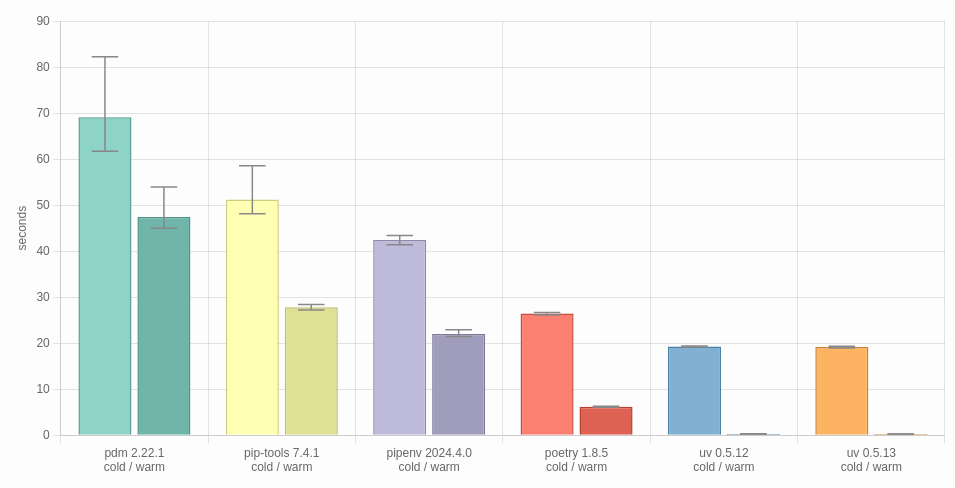 90
80
70
60
50
40
30
20
10
0
seconds
pdm 2.22.1
cold / warm
pip-tools 7.4.1
cold / warm
pipenv 2024.4.0
cold / warm
poetry 1.8.5
cold / warm
uv 0.5.12
cold / warm
uv 0.5.13
cold / warm